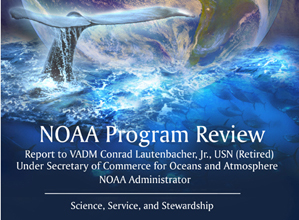 NOAA Program Review
Report to VADM Conrad Lautenbacher, Jr., USN (Retired)
Under Secretary of Commerce for Oceans and Atmosphere
NOAA Administrator
Science, Service, and Stewardship